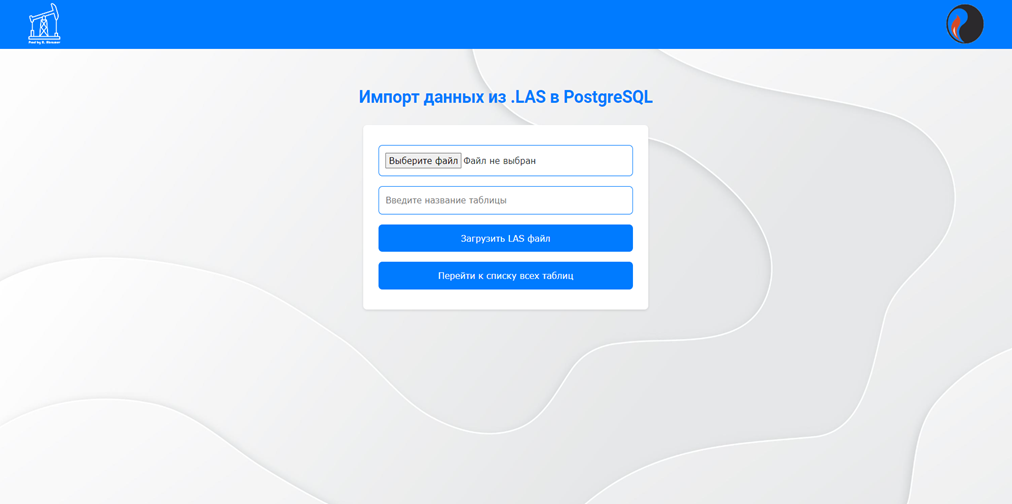 Импорт данных из .LAS в PostgreSQL
Выберите файл Файл не выбран
Введите название таблицы
Загрузить LAS файл
Перейти к списку всех таблиц